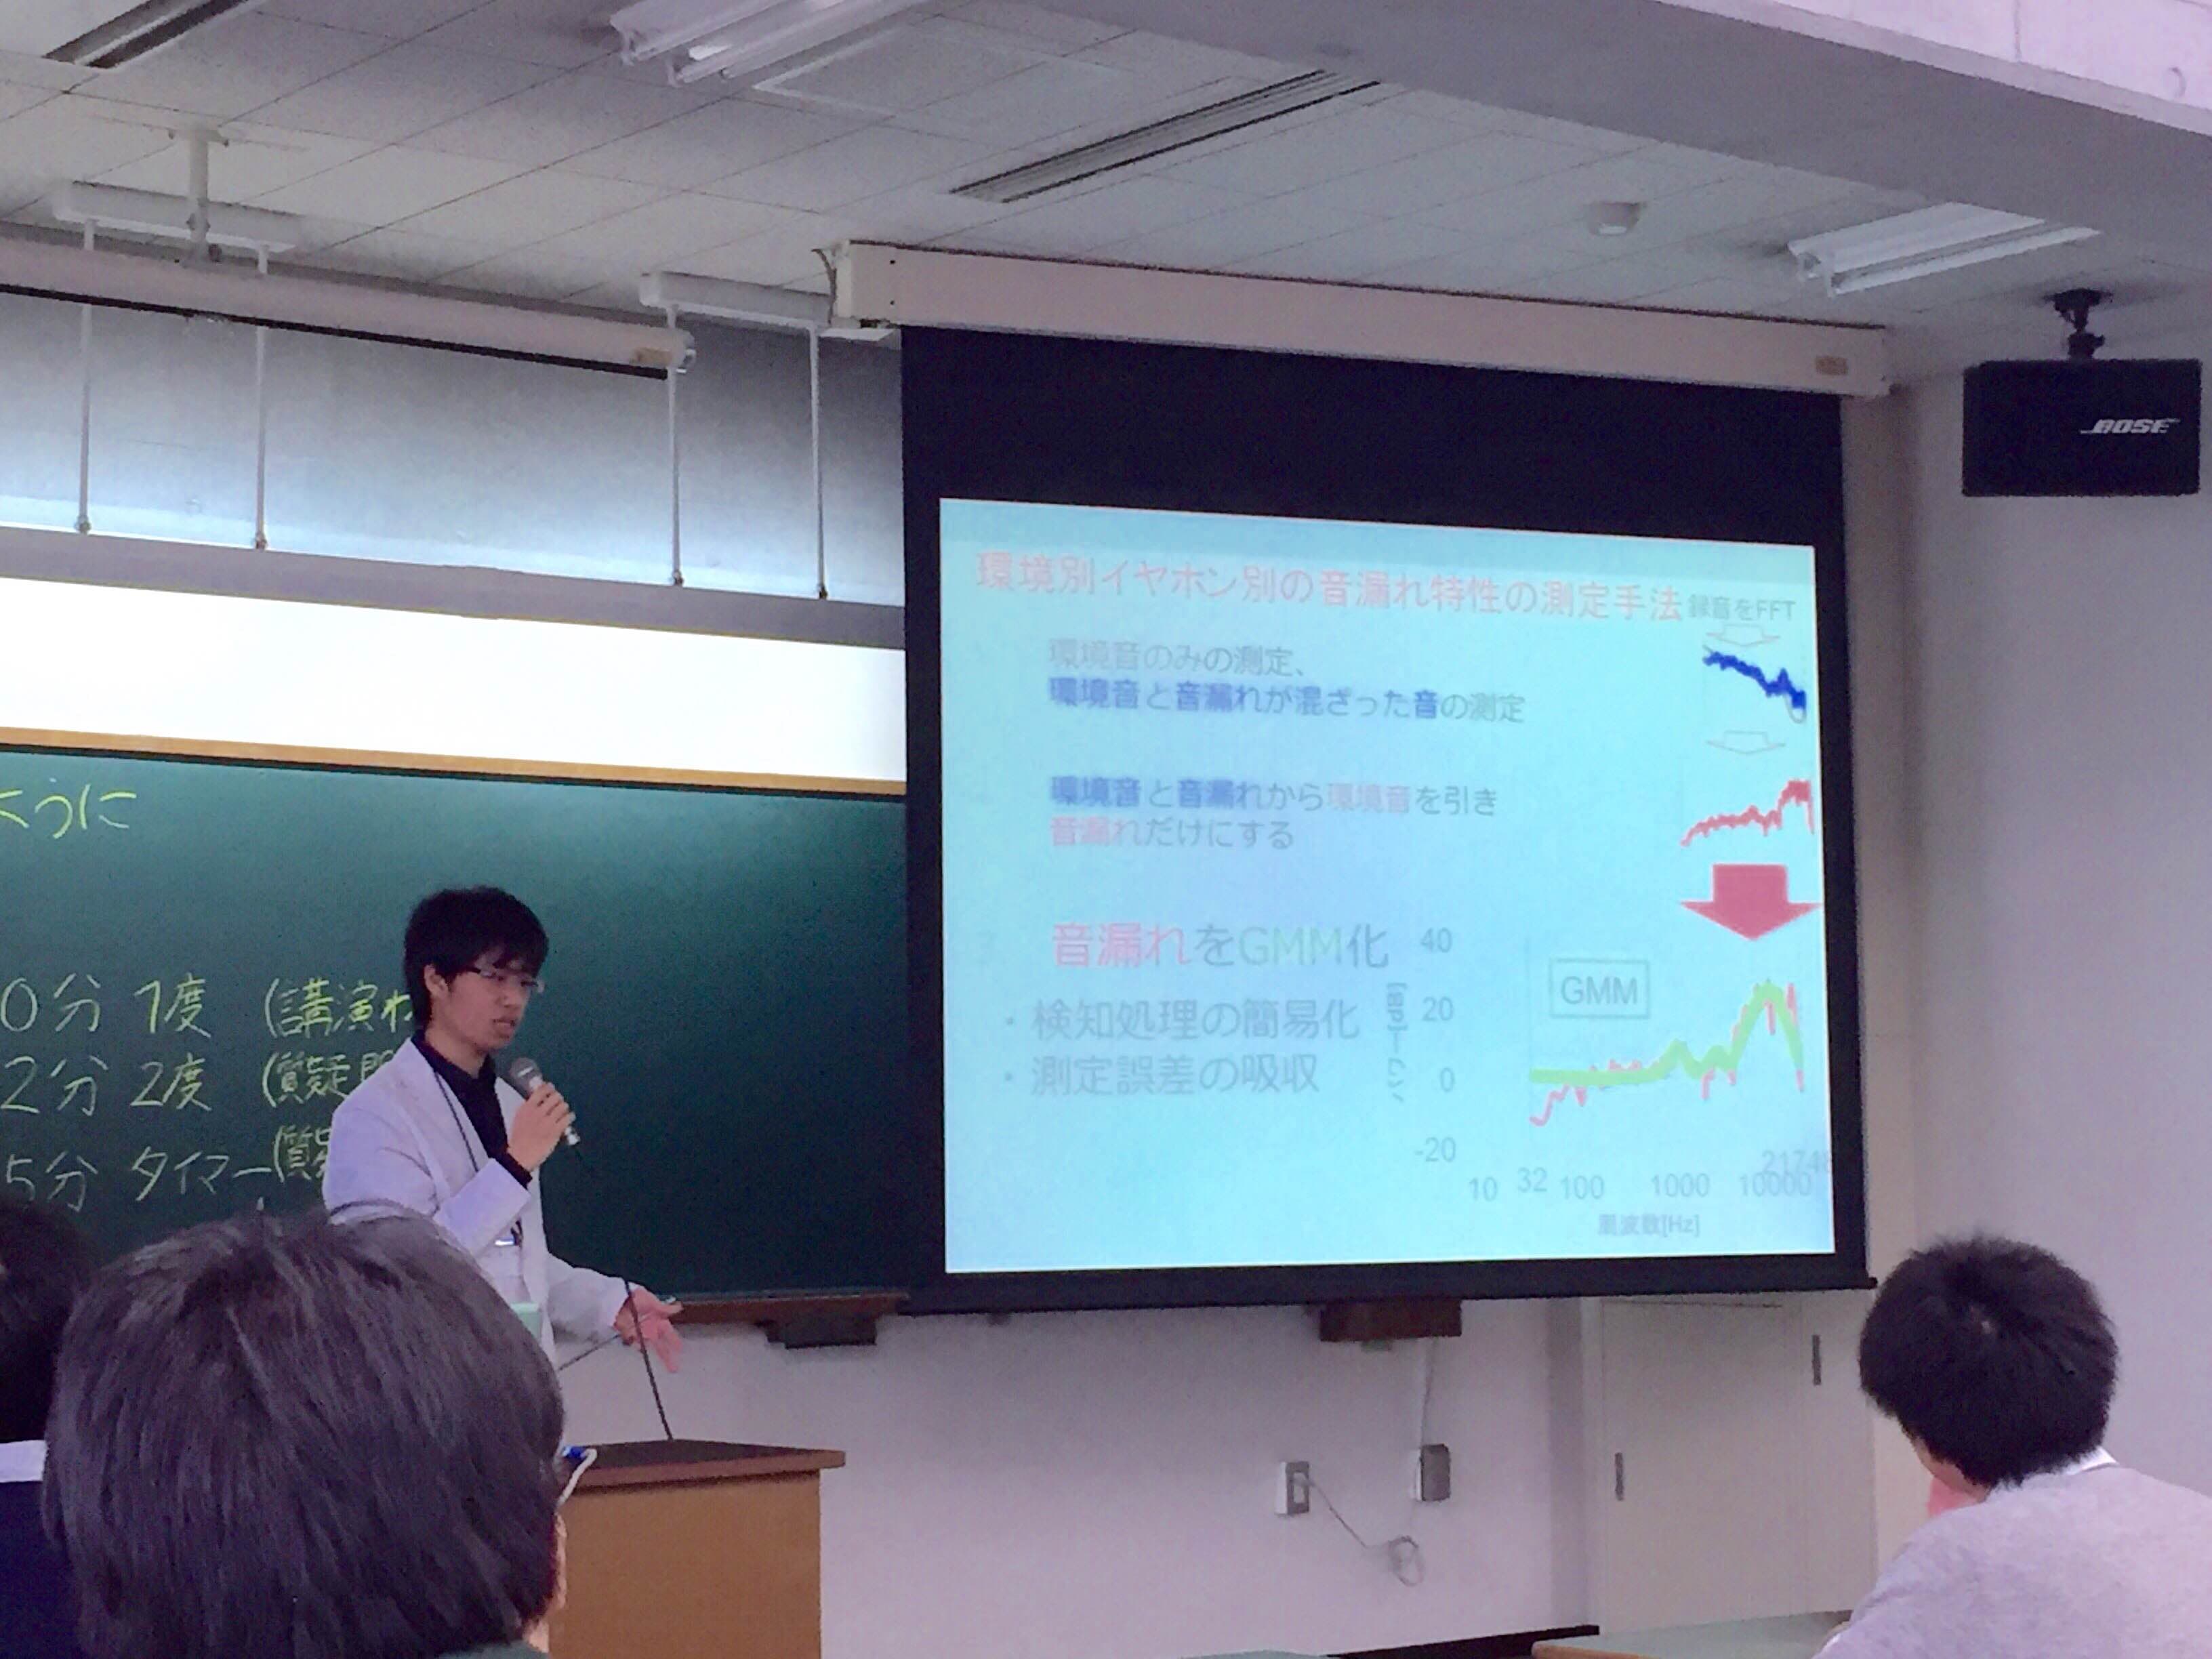 環境別イヤホン別の音漏れ特性の測定手法
録音をFFT
環境音のみの測定、
環境音と音漏れが混ざった音の測定
環境音と音漏れから環境音を引き
音漏れだけにする
音漏れをGMM化
・検知処理の簡易化
・測定誤差の吸収
GMM
40
20
0
-20
10 32 100 1000 10000
周波数[Hz]
BOSE
ように
0分 1度 (講演
2分 2度 (質疑
5分 タイマー (質